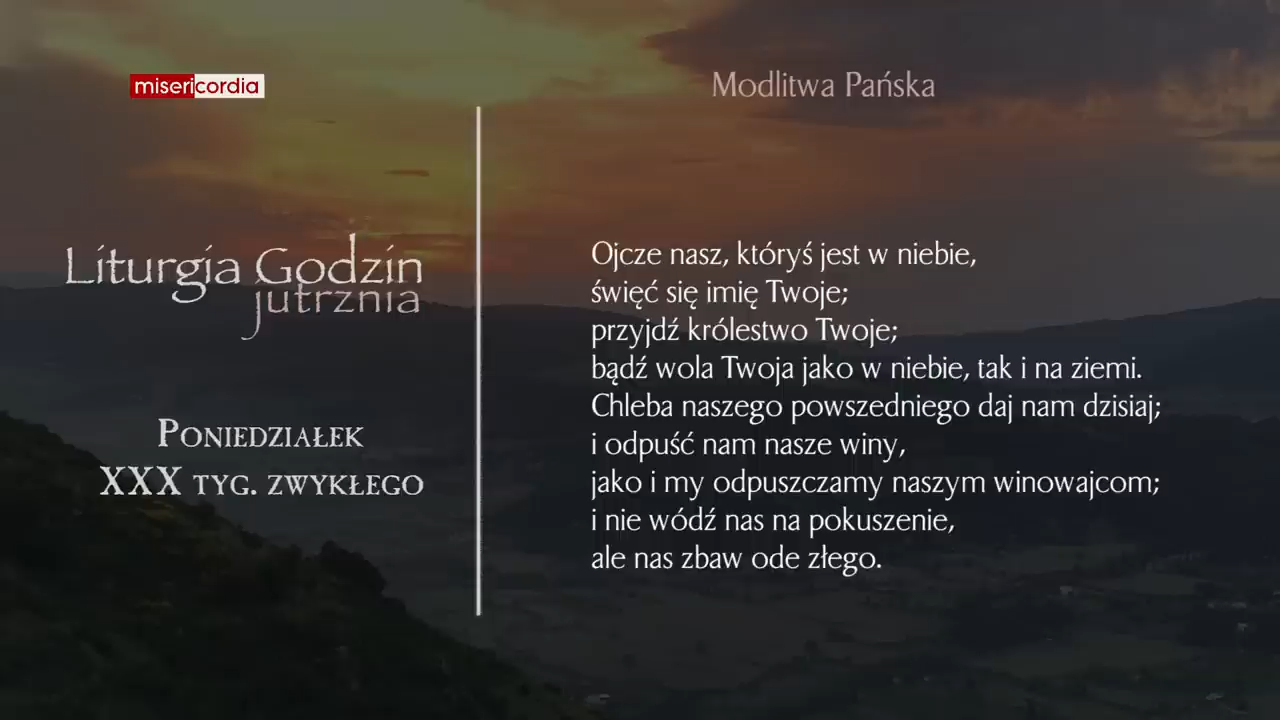 misericordia
Liturgia Godzin
jutrznia
Poniedziałek
XXX tyg. zwykłego
Modlitwa Pańska
Ojcze nasz, któryś jest w niebie,
święć się imię Twoje;
przyjdź królestwo Twoje;
bądź wola Twoja jako w niebie, tak i na ziemi.
Chleba naszego powszedniego daj nam dzisiaj;
i odpuść nam nasze winy,
jako i my odpuszczamy naszym winowajcom;
i nie wódź nas na pokuszenie,
ale nas zbaw ode złego.